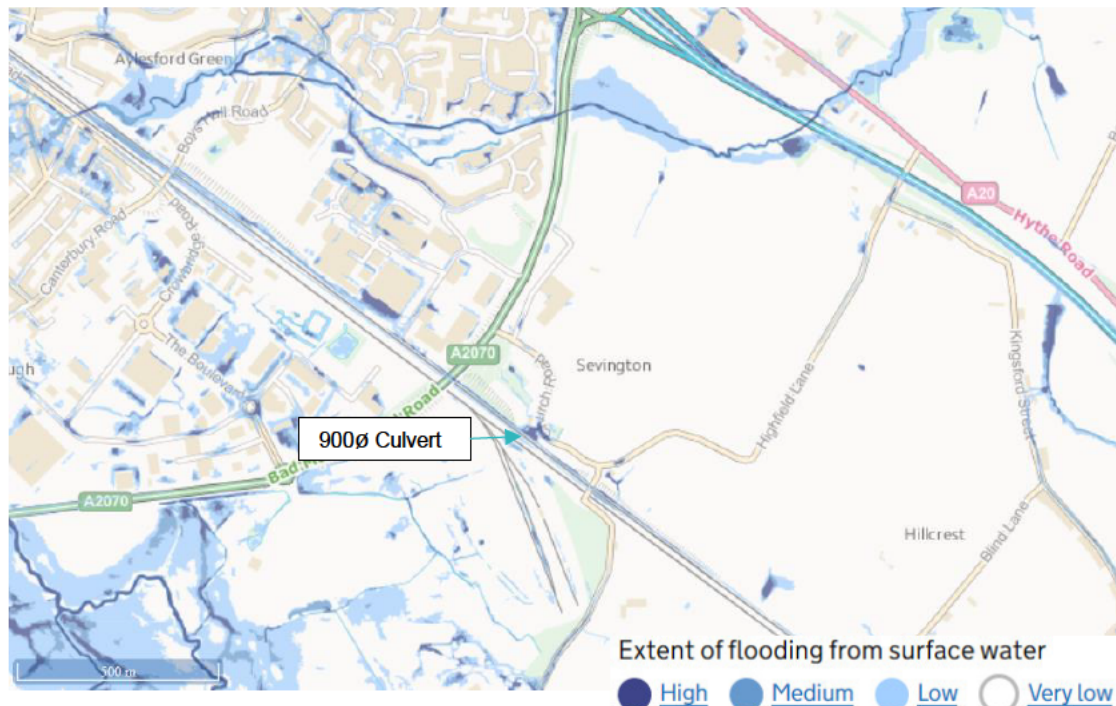 Aylesford Green
Boys Hall Road
Canterbury Road
Crowbridge Road
The Boulevard
A2070
Church Road
Sevington
900ø Culvert
Bad Mu Road
A2070
A20
Hythe Road
Highfield Lane
Kingsford Street
Blind Lane
Hillcrest
ugh
500 m
Extent of flooding from surface water
High Medium Low Very low